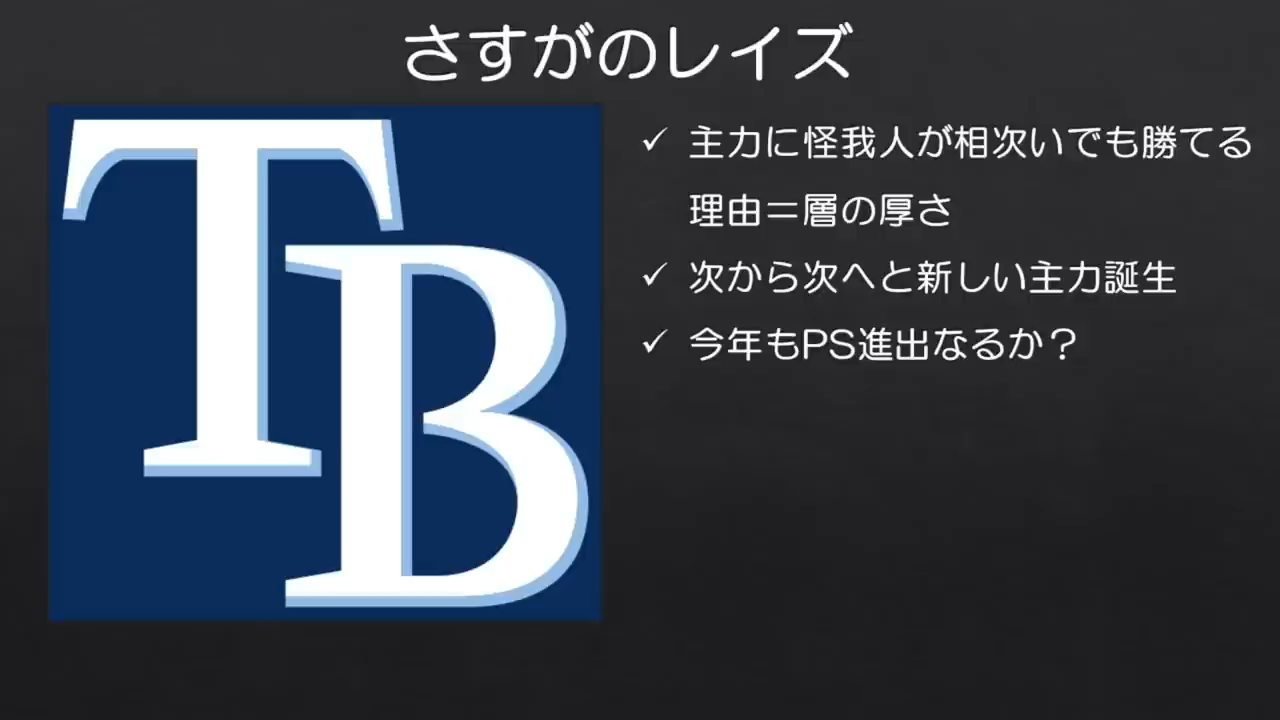 さすがのレイズ
TB
✓ 主力に怪我人が相次いでも勝てる
理由＝層の厚さ
✓ 次から次へと新しい主力誕生
✓ 今年もPS進出なるか？